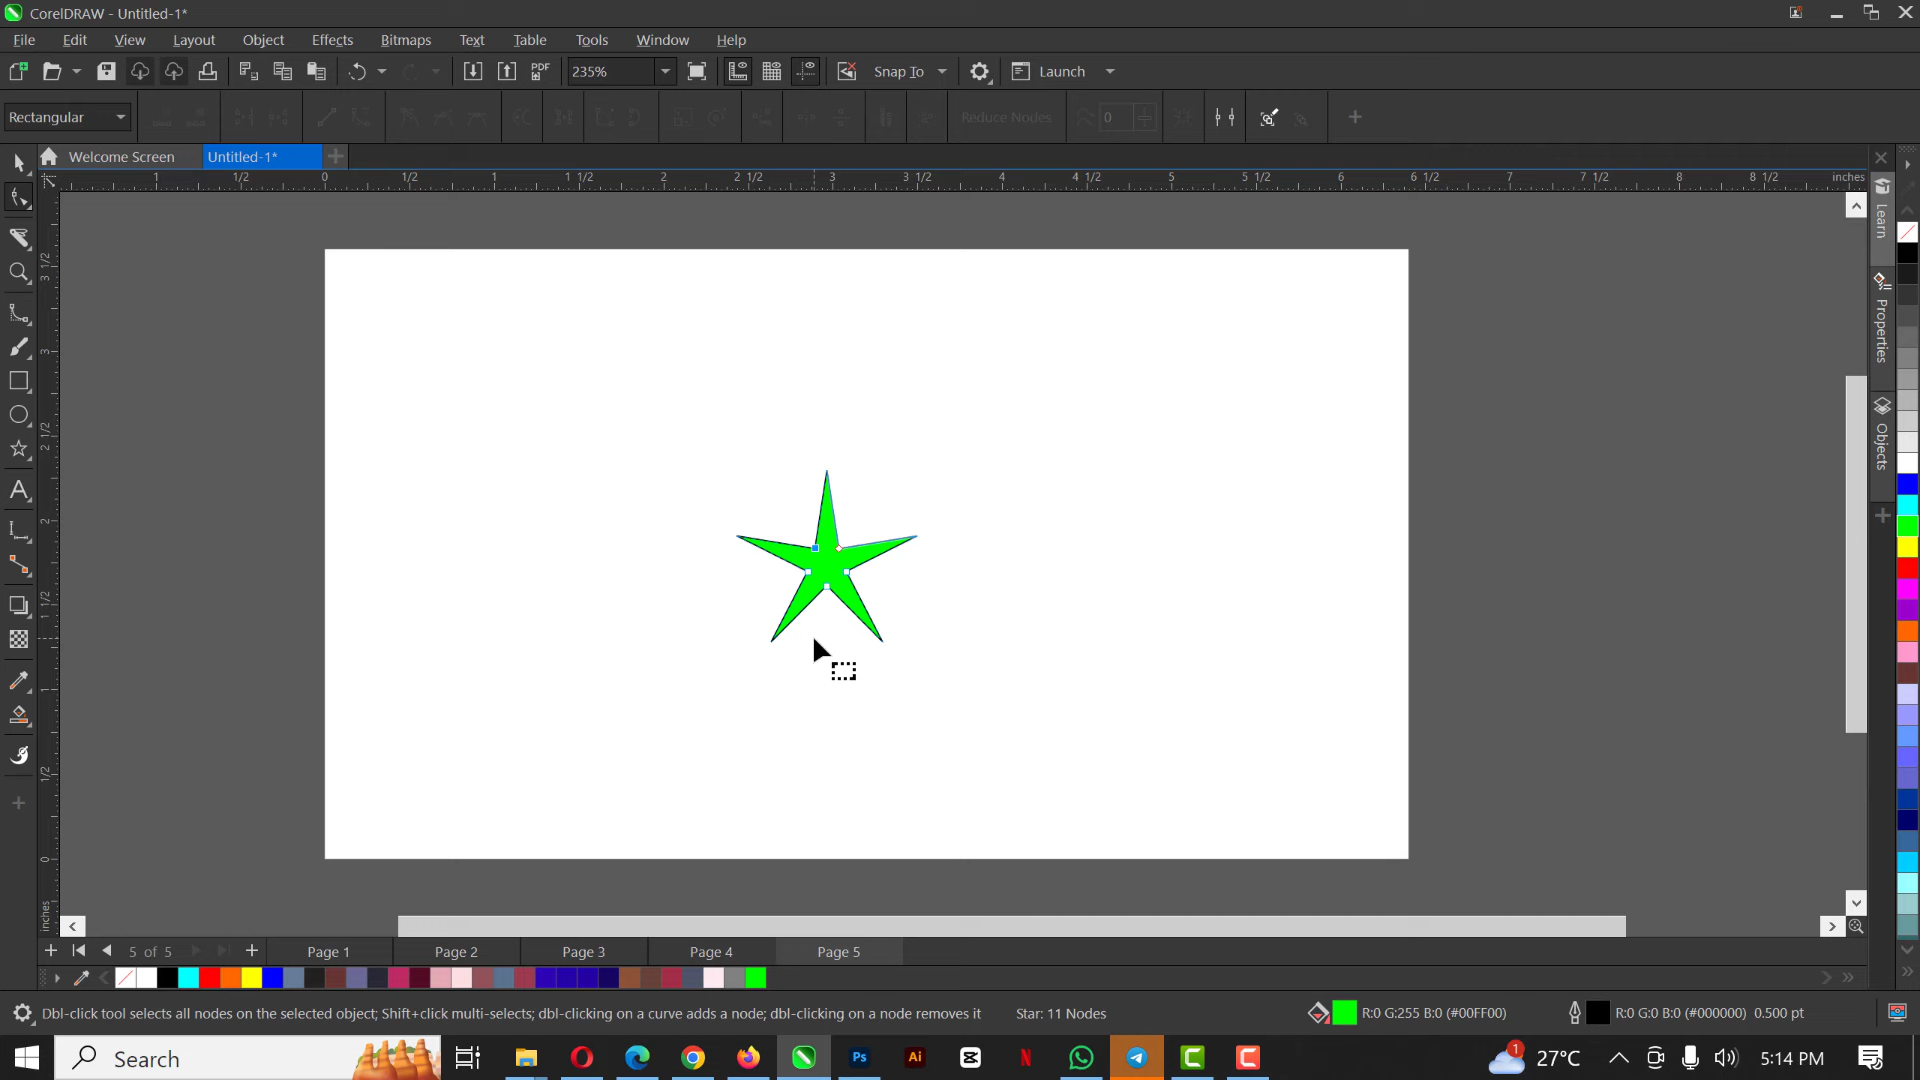 CorelDRAW - Untitled-1*
File Edit View Layout Object Effects Bitmaps Text Table Tools Window Help
PDF 235% Snap To Launch
Rectangular Reduce Nodes 0
Welcome Screen Untitled-1*
1 1/2 0 1/2 1 1 1/2 2 2 1/2 3 3 1/2 4 4 1/2 5 5 1/2 6 6 1/2 7 7 1/2 8 8 1/2 inches
Learn
3 1/2
3
Properties
2 1/2
Objects
2
1 1/2
1
1/2
0
inches
5 of 5 Page 1 Page 2 Page 3 Page 4 Page 5
Dbl-click tool selects all nodes on the selected object; Shift+click multi-selects; dbl-clicking on a curve adds a node; dbl-clicking on a node removes it Star: 11 Nodes R:0 G:255 B:0 (#00FF00) R:0 G:0 B:0 (#000000) 0.500 pt
Search Ps Ai N C C 1 27°C 5:14 PM